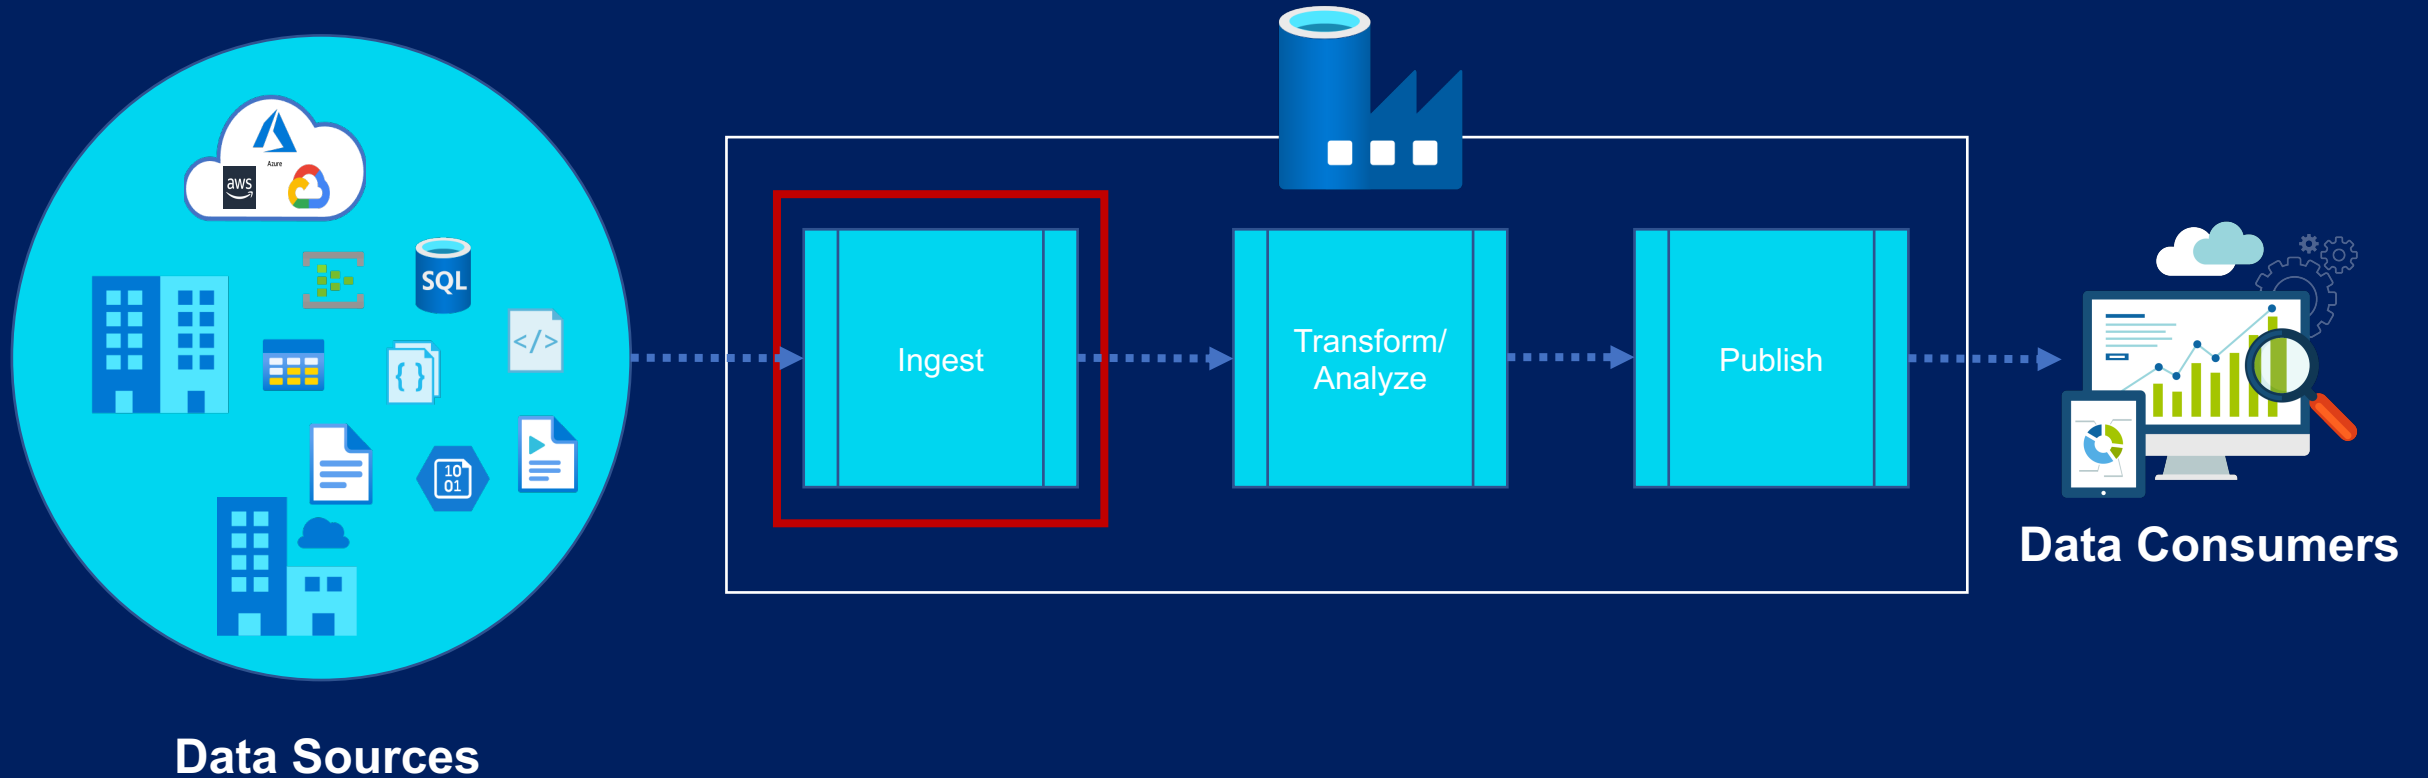 Azure
aws
SQL
</>
{ }
10
01
Ingest
Transform/
Analyze
Publish
Data Consumers
Data Sources